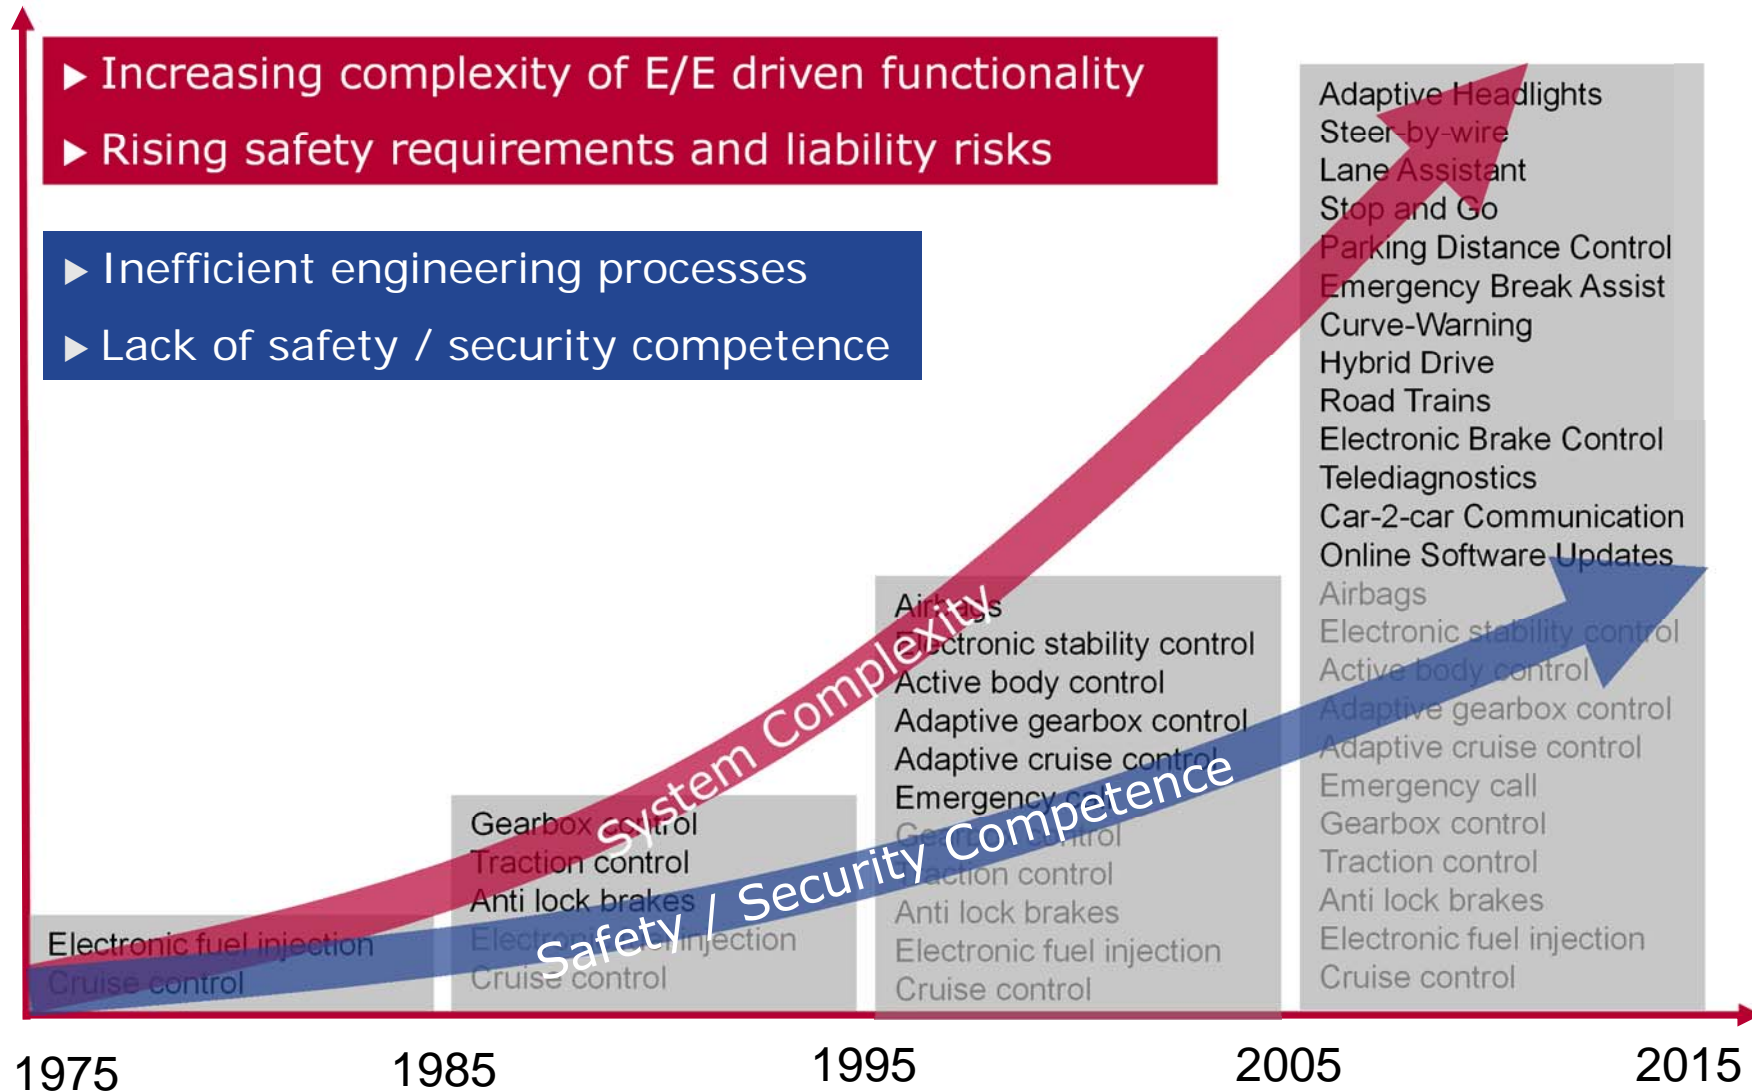 ▶ Increasing complexity of E/E driven functionality
▶ Rising safety requirements and liability risks
▶ Inefficient engineering processes
▶ Lack of safety / security competence
System Complexity
Safety / Security Competence
Electronic fuel injection
Cruise control
Gearbox control
Traction control
Anti lock brakes
Electronic fuel injection
Cruise control
Airbags
Electronic stability control
Active body control
Adaptive gearbox control
Adaptive cruise control
Emergency call
Gearbox control
Traction control
Anti lock brakes
Electronic fuel injection
Cruise control
Adaptive Headlights
Steer-by-wire
Lane Assistant
Stop and Go
Parking Distance Control
Emergency Break Assist
Curve-Warning
Hybrid Drive
Road Trains
Electronic Brake Control
Telediagnostics
Car-2-car Communication
Online Software Updates
Airbags
Electronic stability control
Active body control
Adaptive gearbox control
Adaptive cruise control
Emergency call
Gearbox control
Traction control
Anti lock brakes
Electronic fuel injection
Cruise control
1975
1985
1995
2005
2015